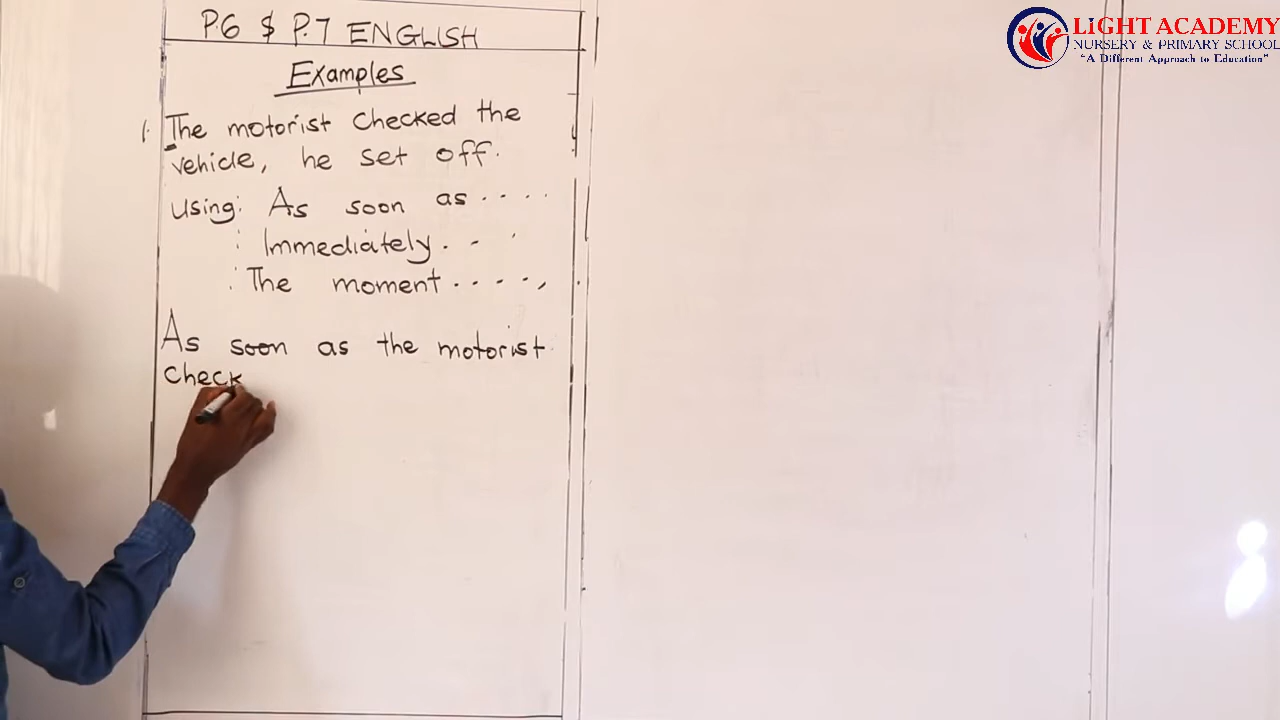 P.6 $ P.7 ENGLISH
Examples
1. The motorist checked the
vehicle, he set off.
Using: As soon as ....
: Immediately. - .
: The moment ....,
As soon as the motorist
check
LIGHT ACADEMY
NURSERY & PRIMARY SCHOOL
"A Different Approach to Education"